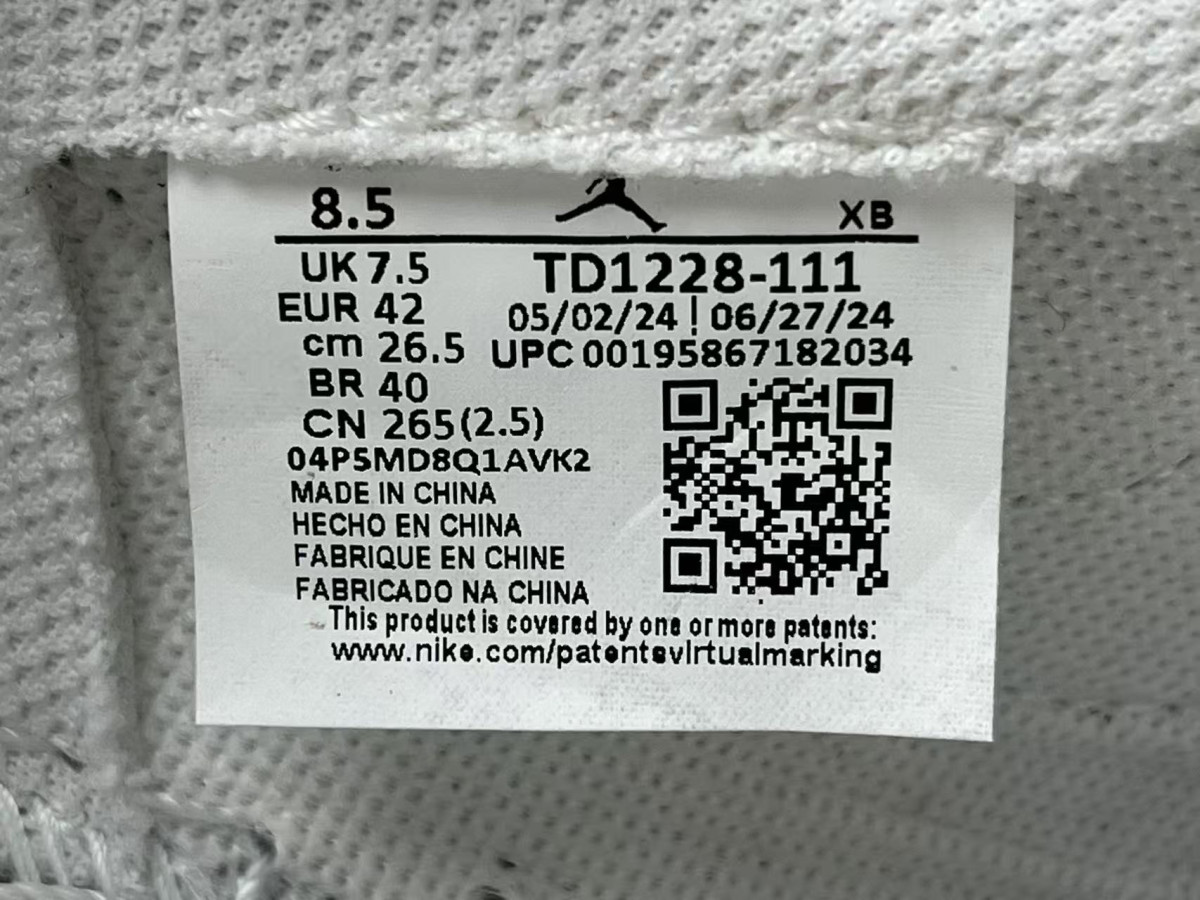 8.5 XB
UK 7.5 TD1228-111
EUR 42 05/02/24 | 06/27/24
cm 26.5 UPC 00195867182034
BR 40
CN 265(2.5)
04P5MD8Q1AVK2
MADE IN CHINA
HECHO EN CHINA
FABRIQUE EN CHINE
FABRICADO NA CHINA
This product is covered by one or more patents:
www.nike.com/patentsvirtualmarking